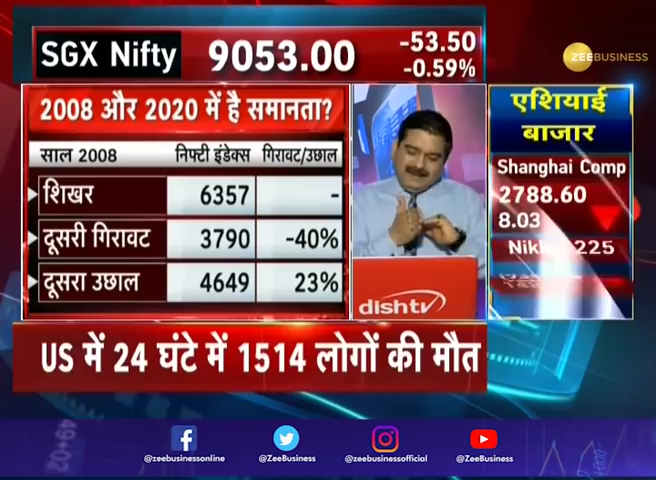 SGX Nifty 9053.00 -53.50
-0.59%
ZEEBUSINESS
2008 और 2020 में है समानता?
साल 2008 निफ्टी इंडेक्स गिरावट/उछाल
शिखर 6357 -
दूसरी गिरावट 3790 -40%
दूसरा उछाल 4649 23%
dishtv
एशियाई
बाजार
Shanghai Comp
2788.60
8.03
225
US में 24 घंटे में 1514 लोगों की मौत
@zeebusinessonline @ZeeBusiness @zeebusinessofficial @ZeeBusiness